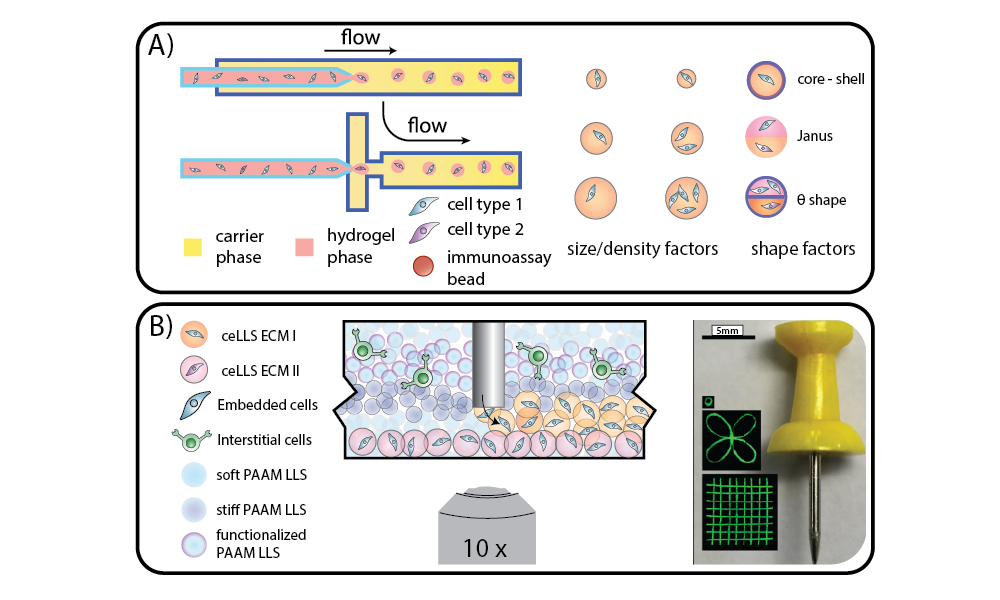 A)
flow
flow
cell type 1
cell type 2
immunoassay
bead
carrier
phase
hydrogel
phase
core - shell
Janus
θ shape
size/density factors
shape factors
B)
ceLLS ECM I
ceLLS ECM II
Embedded cells
Interstitial cells
soft PAAM LLS
stiff PAAM LLS
functionalized
PAAM LLS
10 x
5mm